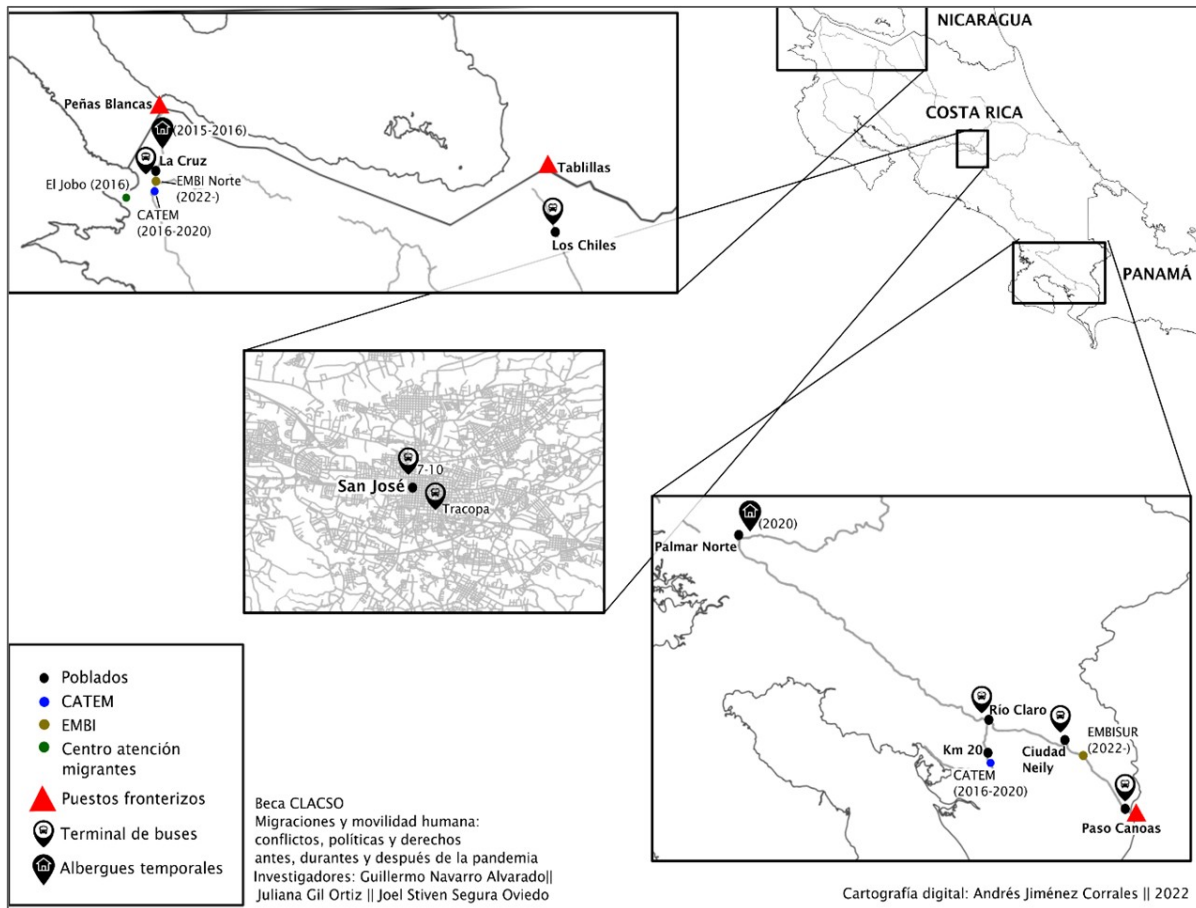 NICARAGUA
COSTA RICA
PANAMÁ
Peñas Blancas
(2015-2016)
La Cruz
El Jobo (2016)
EMBI Norte
(2022-)
CATEM
(2016-2020)
Tablillas
Los Chiles
7-10
San José
Tracopa
(2020)
Palmar Norte
Río Claro
Km 20
CATEM
(2016-2020)
Ciudad
Neily
EMBISUR
(2022-)
Paso Canoas
Poblados
CATEM
EMBI
Centro atención
migrantes
Puestos fronterizos
Terminal de buses
Albergues temporales
Beca CLACSO
Migraciones y movilidad humana:
conflictos, políticas y derechos
antes, durantes y después de la pandemia
Investigadores: Guillermo Navarro Alvarado||
Juliana Gil Ortiz || Joel Stiven Segura Oviedo
Cartografía digital: Andrés Jiménez Corrales || 2022